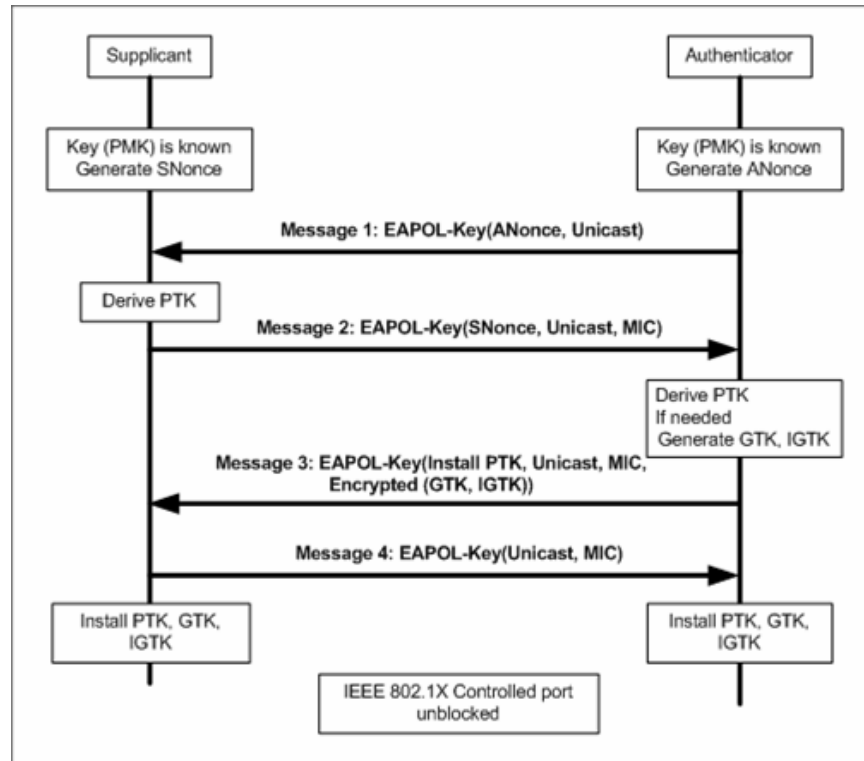 Supplicant
Authenticator
Key (PMK) is known
Generate SNonce
Key (PMK) is known
Generate ANonce
Message 1: EAPOL-Key(ANonce, Unicast)
Derive PTK
Message 2: EAPOL-Key(SNonce, Unicast, MIC)
Derive PTK
If needed
Generate GTK, IGTK
Message 3: EAPOL-Key(Install PTK, Unicast, MIC,
Encrypted (GTK, IGTK))
Message 4: EAPOL-Key(Unicast, MIC)
Install PTK, GTK,
IGTK
Install PTK, GTK,
IGTK
IEEE 802.1X Controlled port
unblocked